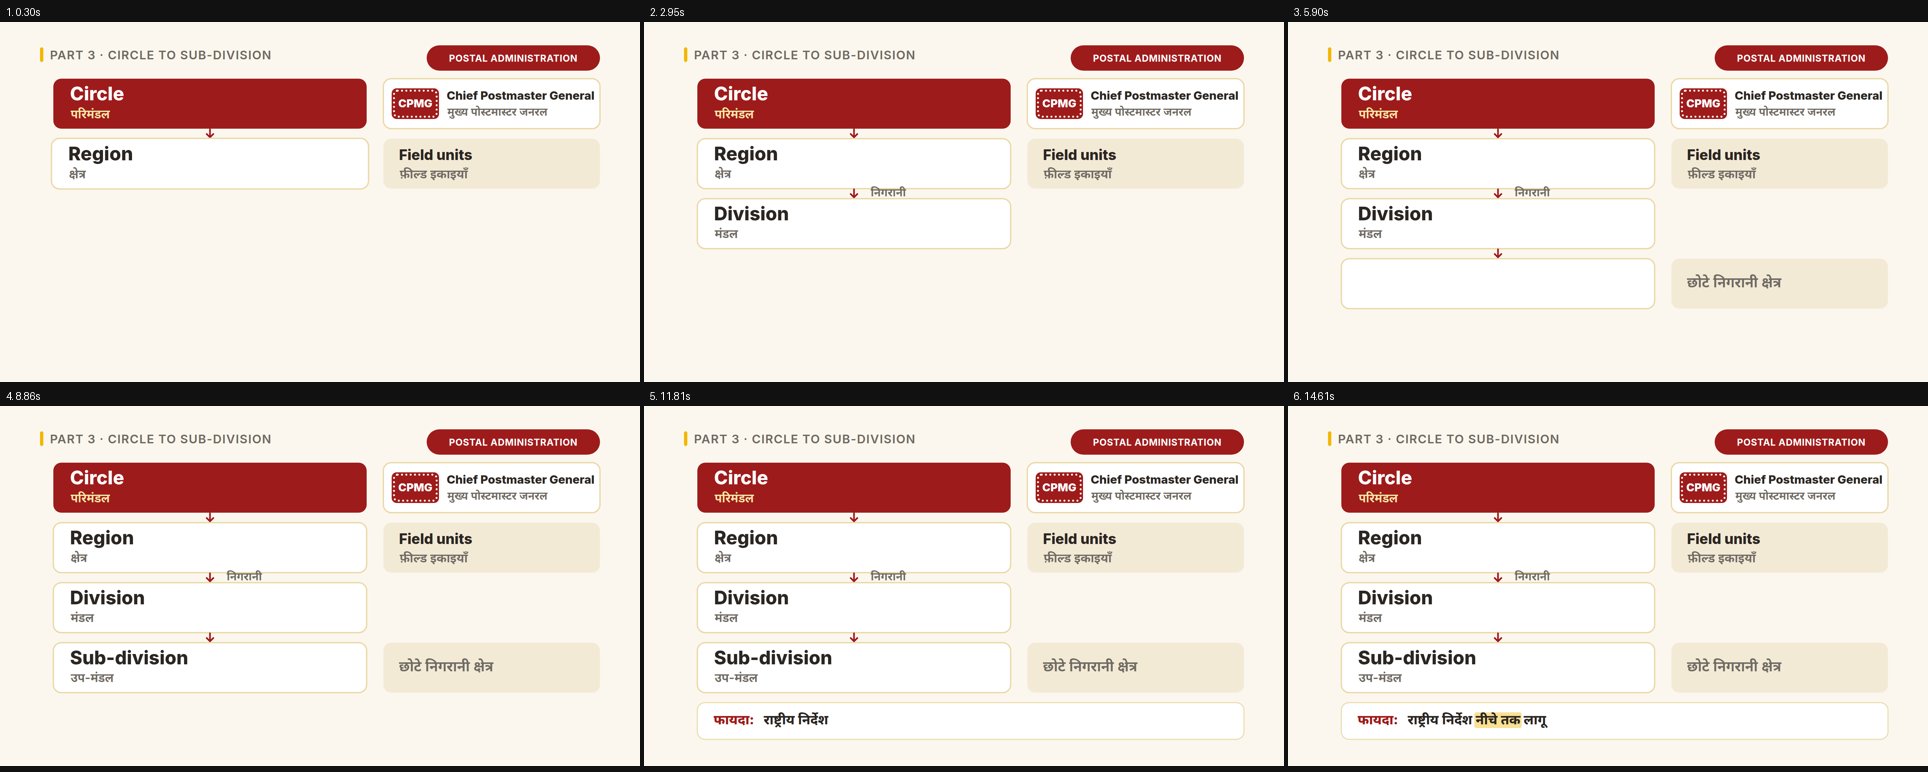 1. 0.30s
PART 3 · CIRCLE TO SUB-DIVISION
POSTAL ADMINISTRATION
Circle
परिमंडल
CPMG
Chief Postmaster General
मुख्य पोस्टमास्टर जनरल
Region
क्षेत्र
Field units
फ़ील्ड इकाइयाँ
2. 2.95s
PART 3 · CIRCLE TO SUB-DIVISION
POSTAL ADMINISTRATION
Circle
परिमंडल
CPMG
Chief Postmaster General
मुख्य पोस्टमास्टर जनरल
Region
क्षेत्र
Field units
फ़ील्ड इकाइयाँ
निगरानी
Division
मंडल
3. 5.90s
PART 3 · CIRCLE TO SUB-DIVISION
POSTAL ADMINISTRATION
Circle
परिमंडल
CPMG
Chief Postmaster General
मुख्य पोस्टमास्टर जनरल
Region
क्षेत्र
Field units
फ़ील्ड इकाइयाँ
निगरानी
Division
मंडल
छोटे निगरानी क्षेत्र
4. 8.86s
PART 3 · CIRCLE TO SUB-DIVISION
POSTAL ADMINISTRATION
Circle
परिमंडल
CPMG
Chief Postmaster General
मुख्य पोस्टमास्टर जनरल
Region
क्षेत्र
Field units
फ़ील्ड इकाइयाँ
निगरानी
Division
मंडल
Sub-division
उप-मंडल
छोटे निगरानी क्षेत्र
5. 11.81s
PART 3 · CIRCLE TO SUB-DIVISION
POSTAL ADMINISTRATION
Circle
परिमंडल
CPMG
Chief Postmaster General
मुख्य पोस्टमास्टर जनरल
Region
क्षेत्र
Field units
फ़ील्ड इकाइयाँ
निगरानी
Division
मंडल
Sub-division
उप-मंडल
छोटे निगरानी क्षेत्र
फायदा: राष्ट्रीय निर्देश
6. 14.61s
PART 3 · CIRCLE TO SUB-DIVISION
POSTAL ADMINISTRATION
Circle
परिमंडल
CPMG
Chief Postmaster General
मुख्य पोस्टमास्टर जनरल
Region
क्षेत्र
Field units
फ़ील्ड इकाइयाँ
निगरानी
Division
मंडल
Sub-division
उप-मंडल
छोटे निगरानी क्षेत्र
फायदा: राष्ट्रीय निर्देश नीचे तक लागू